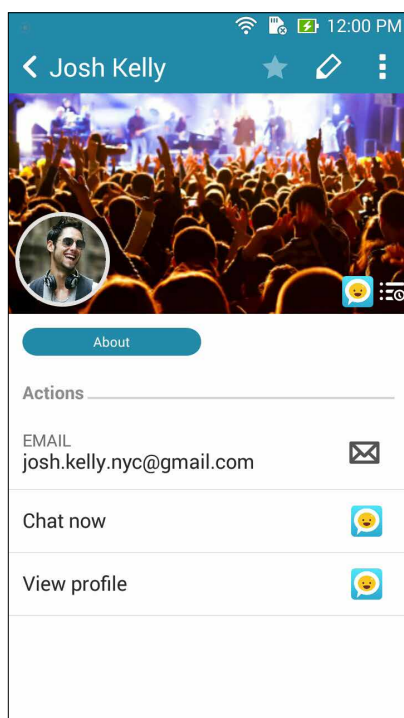 12:00 PM
Josh Kelly
About
Actions
EMAIL
josh.kelly.nyc@gmail.com
Chat now
View profile